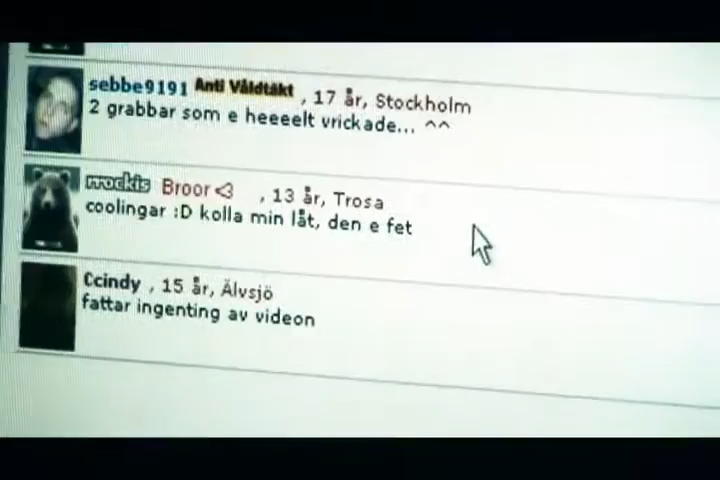 sebbe9191 Anti Våldtäkt , 17 år, Stockholm
2 grabbar som e heeeelt vrickade... ^^
rrockis Broor<3 , 13 år, Trosa
coolingar :D kolla min låt, den e fet
Ccindy , 15 år, Älvsjö
fattar ingenting av videon